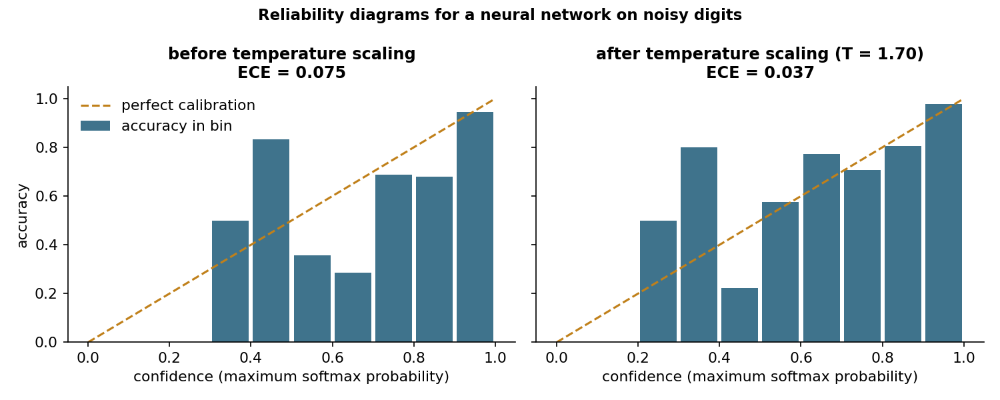 Reliability diagrams for a neural network on noisy digits
before temperature scaling
ECE = 0.075
perfect calibration
accuracy in bin
accuracy
1.0
0.8
0.6
0.4
0.2
0.0
0.0 0.2 0.4 0.6 0.8 1.0
confidence (maximum softmax probability)
after temperature scaling (T = 1.70)
ECE = 0.037
0.0 0.2 0.4 0.6 0.8 1.0
confidence (maximum softmax probability)